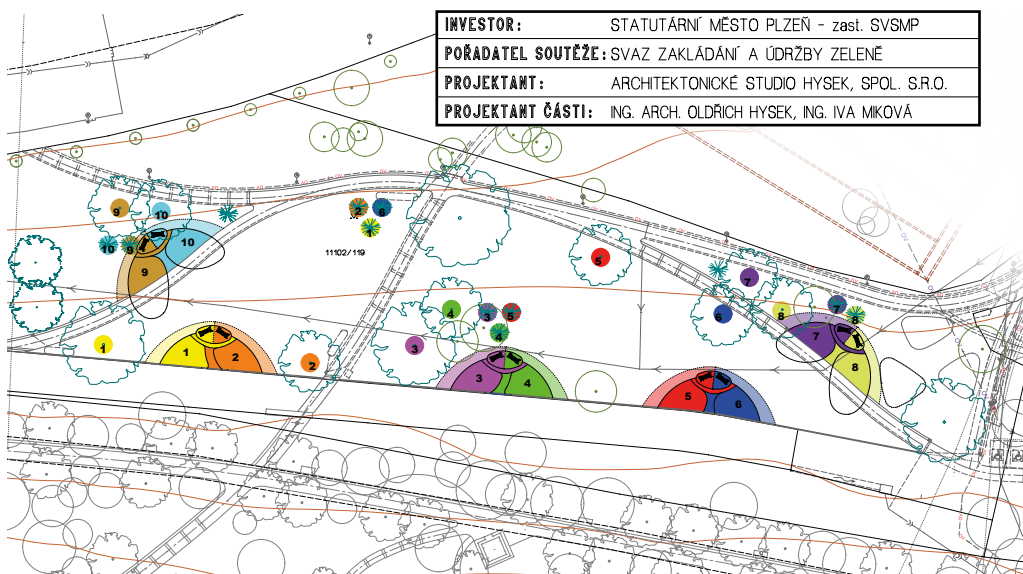 INVESTOR: STATUTÁRNÍ MĚSTO PLZEŇ - zast. SVSMP
POŘADATEL SOUTĚŽE: SVAZ ZAKLÁDÁNÍ A ÚDRŽBY ZELENĚ
PROJEKTANT: ARCHITEKTONICKÉ STUDIO HYSEK, SPOL. S.R.O.
PROJEKTANT ČÁSTI: ING. ARCH. OLDŘICH HYSEK, ING. IVA MIKOVÁ
9 10 2 6
10 9 10
11102/119
9
5
7
4 3 5 6 8 7 8
4
1 3 7
1 2 2 8
3 4
5 6